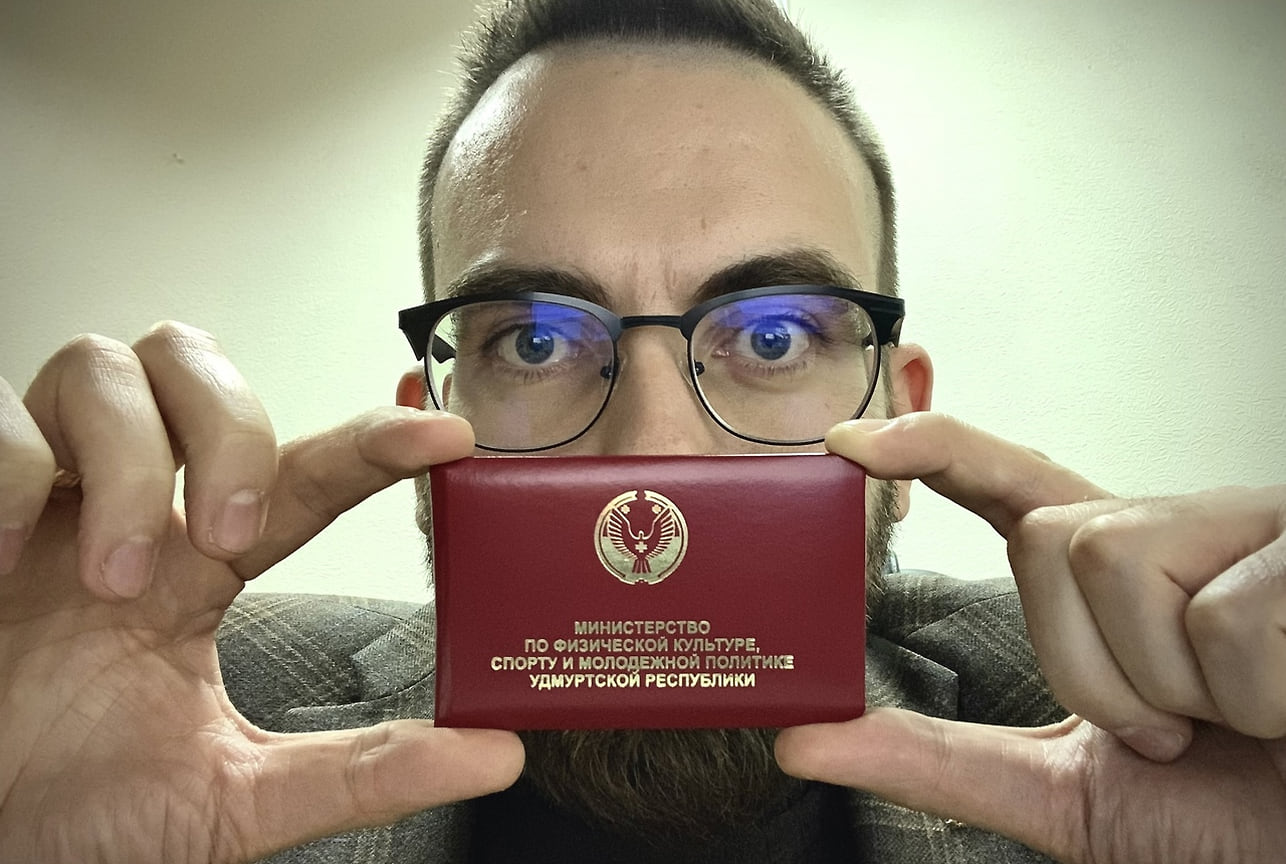 МИНИСТЕРСТВО
ПО ФИЗИЧЕСКОЙ КУЛЬТУРЕ,
СПОРТУ И МОЛОДЕЖНОЙ ПОЛИТИКЕ
УДМУРТСКОЙ РЕСПУБЛИКИ